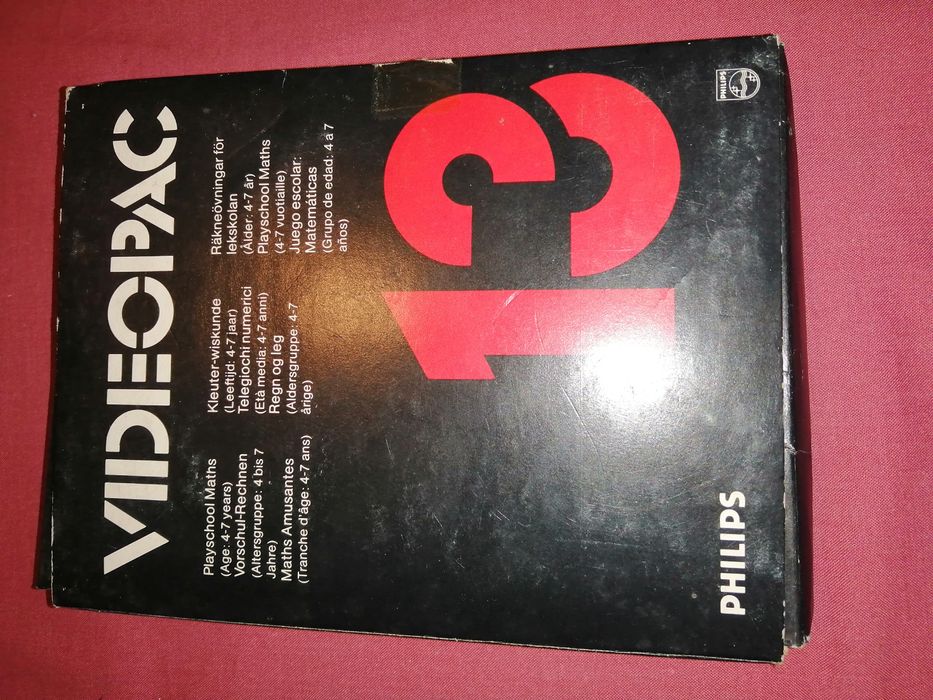 VIDEOPAC
Playschool Maths
(Age: 4-7 years)
Vorschul-Rechnen
(Altersgruppe: 4 bis 7
Jahre)
Maths Amusantes
(Tranche d'âge: 4-7 ans)
Kleuter-wiskunde
(Leeftijd: 4-7 jaar)
Telegiochi numerici
(Età media: 4-7 anni)
Regn og leg
(Aldersgruppe: 4-7
årige)
Räkneövningar för
lekskolan
(Ålder: 4-7 år)
Playschool Maths
(4-7 vuotiaille)
Juego escolar:
Matemáticas
(Grupo de edad: 4 a 7
años)
13
PHILIPS
PHILIPS